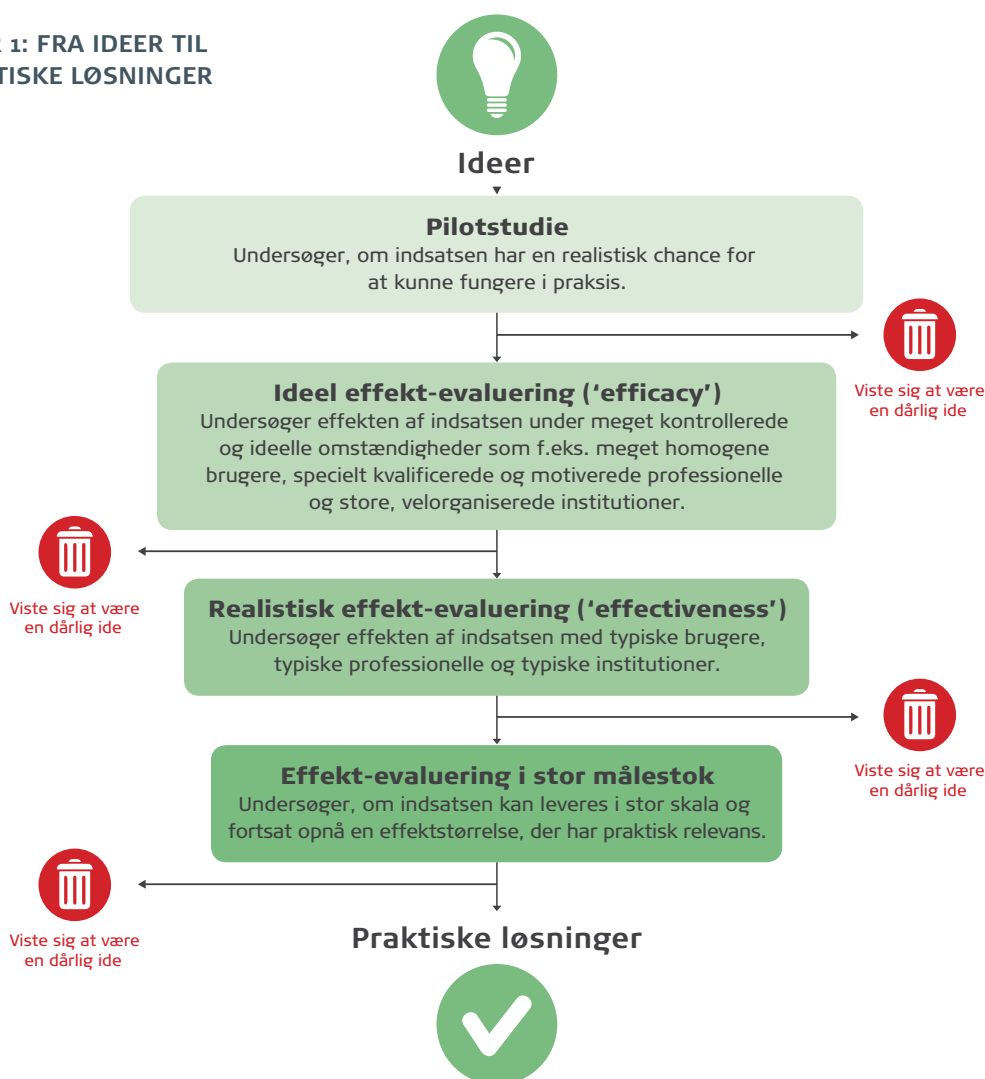 1: FRA IDEER TIL
TISKE LØSNINGER
Ideer
Pilotstudie
Undersøger, om indsatsen har en realistisk chance for
at kunne fungere i praksis.
Viste sig at være
en dårlig ide
Ideel effekt-evaluering (‘efficacy’)
Undersøger effekten af indsatsen under meget kontrollerede
og ideelle omstændigheder som f.eks. meget homogene
brugere, specielt kvalificerede og motiverede professionelle
og store, velorganiserede institutioner.
Viste sig at være
en dårlig ide
Realistisk effekt-evaluering (‘effectiveness’)
Undersøger effekten af indsatsen med typiske brugere,
typiske professionelle og typiske institutioner.
Viste sig at være
en dårlig ide
Effekt-evaluering i stor målestok
Undersøger, om indsatsen kan leveres i stor skala og
fortsat opnå en effektstørrelse, der har praktisk relevans.
Viste sig at være
en dårlig ide
Praktiske løsninger